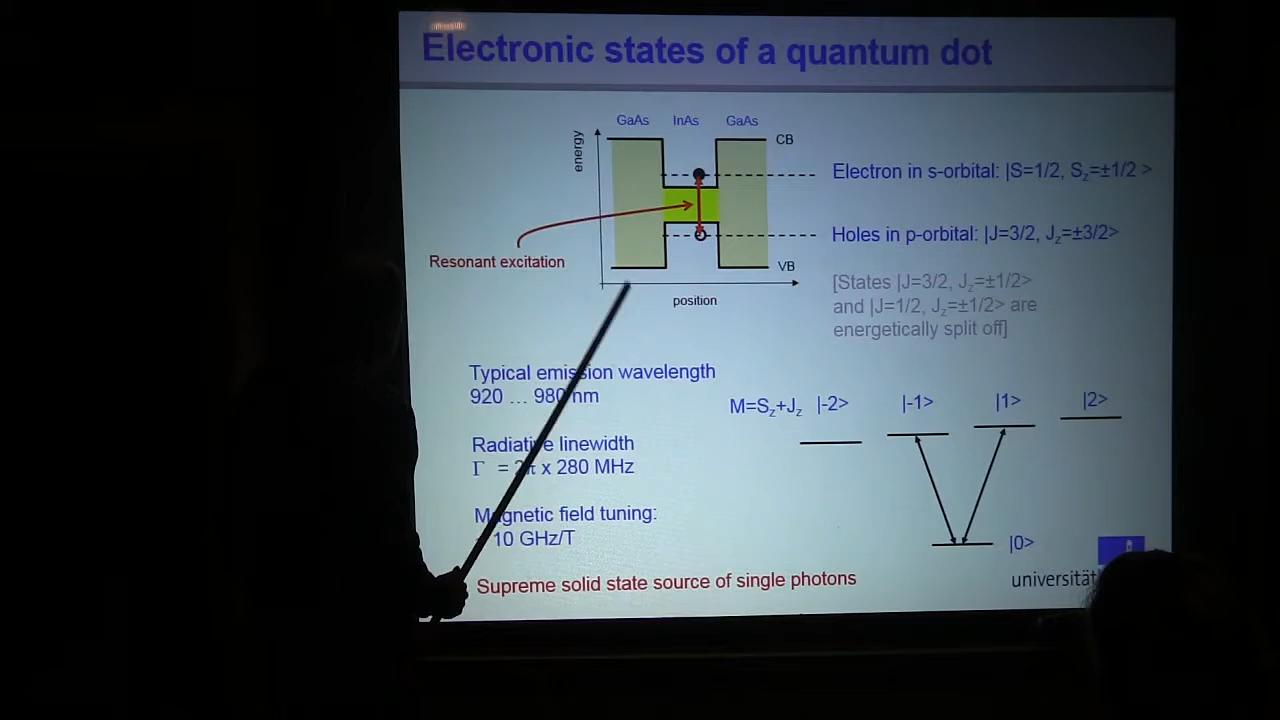 Electronic states of a quantum dot
GaAs InAs GaAs
energy
CB
Electron in s-orbital: |S=1/2, Sz=±1/2 >
Holes in p-orbital: |J=3/2, Jz=±3/2>
Resonant excitation
VB
position
[States |J=3/2, Jz=±1/2>
and |J=1/2, Jz=±1/2> are
energetically split off]
Typical emission wavelength
920 … 980 nm
M=Sz+Jz |-2> |-1> |1> |2>
Radiative linewidth
Γ = 2π x 280 MHz
Magnetic field tuning:
10 GHz/T
|0>
Supreme solid state source of single photons
universität